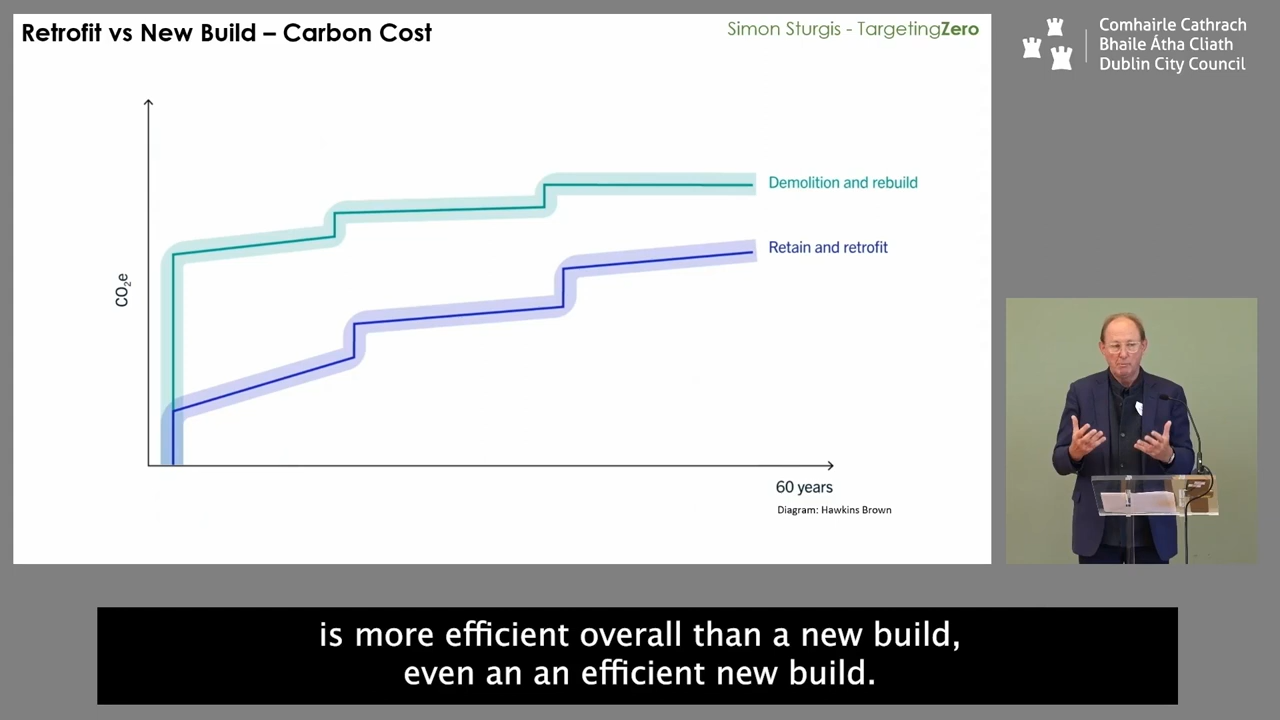 Retrofit vs New Build – Carbon Cost
Simon Sturgis - TargetingZero
Comhairle Cathrach
Bhaile Átha Cliath
Dublin City Council
Demolition and rebuild
Retain and retrofit
CO₂e
60 years
Diagram: Hawkins Brown
is more efficient overall than a new build,
even an an efficient new build.